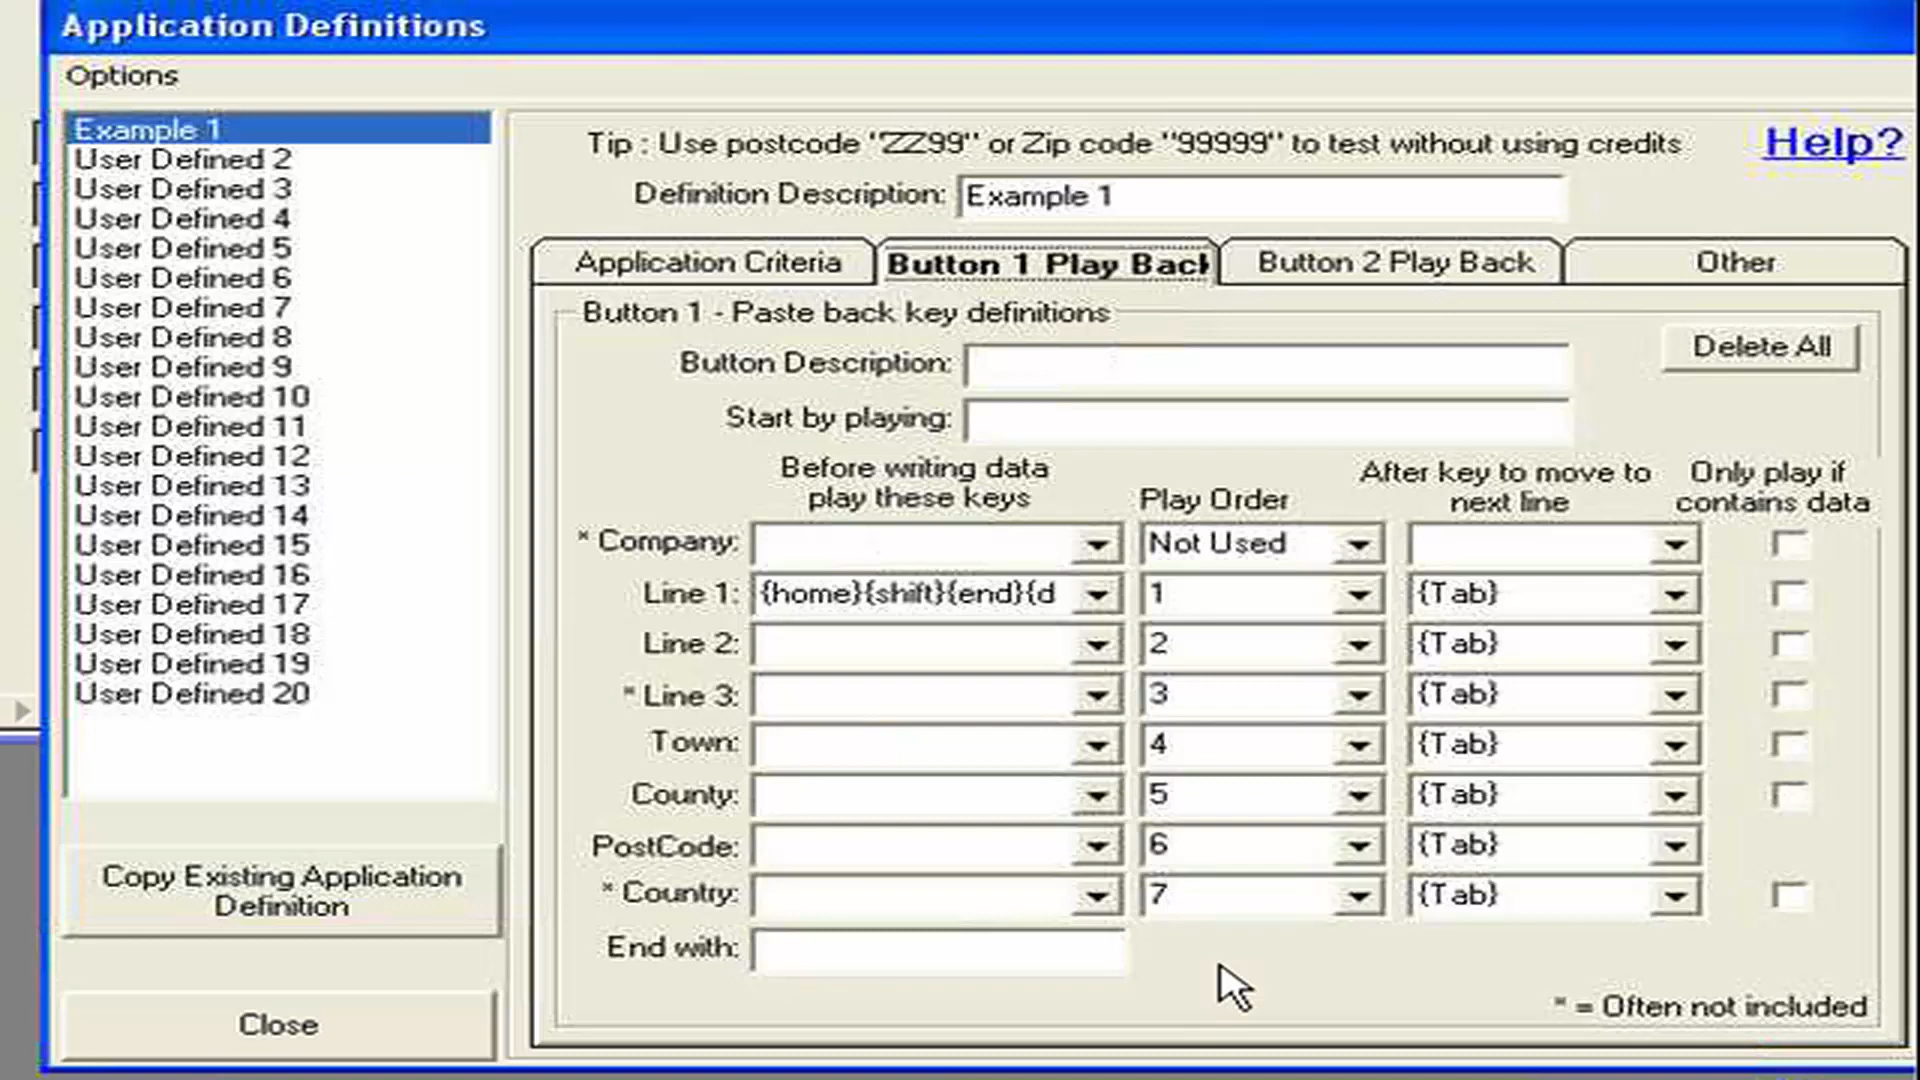 Application Definitions
Options
Example 1
User Defined 2
User Defined 3
User Defined 4
User Defined 5
User Defined 6
User Defined 7
User Defined 8
User Defined 9
User Defined 10
User Defined 11
User Defined 12
User Defined 13
User Defined 14
User Defined 15
User Defined 16
User Defined 17
User Defined 18
User Defined 19
User Defined 20
Copy Existing Application
Definition
Close
Tip : Use postcode "ZZ99" or Zip code "99999" to test without using credits
Help?
Definition Description: Example 1
Application Criteria Button 1 Play Back Button 2 Play Back Other
Button 1 - Paste back key definitions
Delete All
Button Description:
Start by playing:
Before writing data
play these keys
Play Order
After key to move to
next line
Only play if
contains data
* Company: Not Used
Line 1: {home}{shift}{end}{d 1 {Tab}
Line 2: 2 {Tab}
* Line 3: 3 {Tab}
Town: 4 {Tab}
County: 5 {Tab}
PostCode: 6 {Tab}
* Country: 7 {Tab}
End with:
* = Often not included